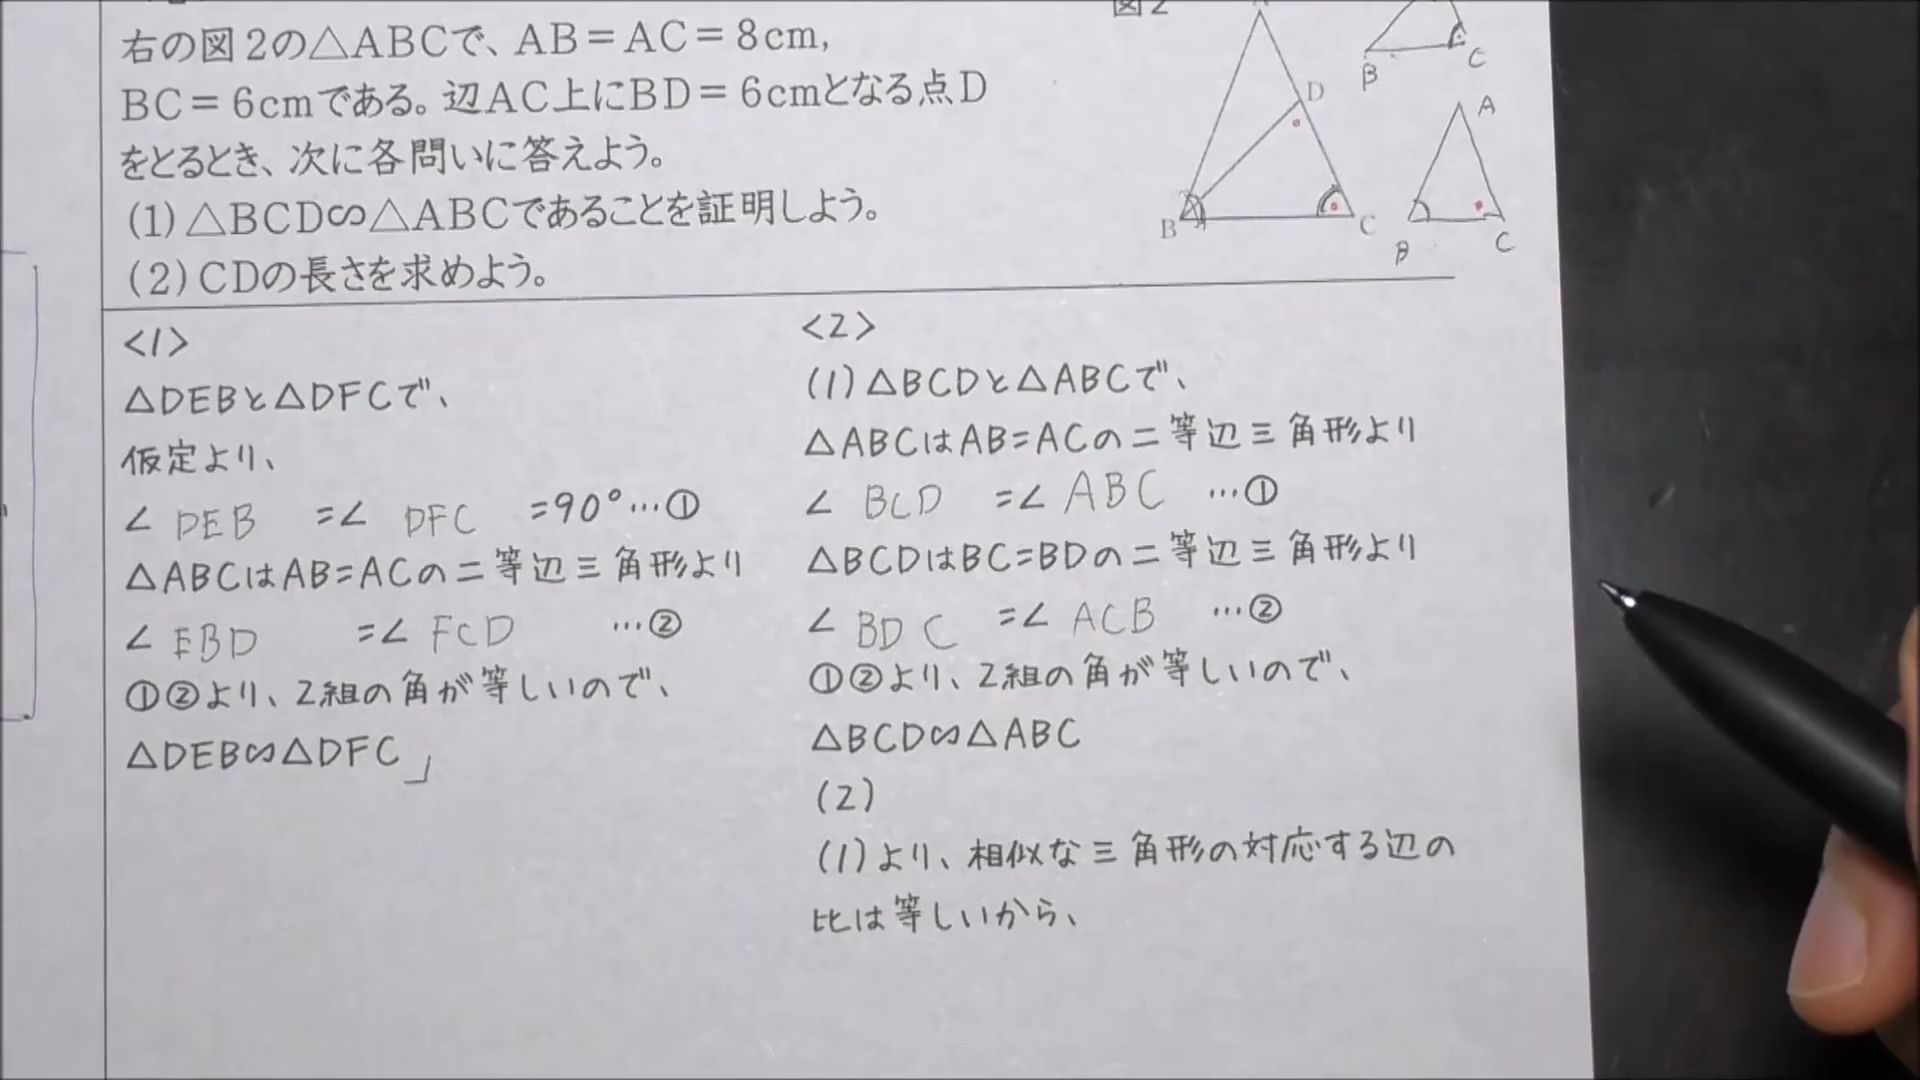 図2
右の図2の△ABCで、AB=AC=8cm,
BC=6cmである。辺AC上にBD=6cmとなる点D
をとるとき、次に各問いに答えよう。
(1)△BCD∽△ABCであることを証明しよう。
(2)CDの長さを求めよう。
D
B
C
B
C
A
B
C
<1>
△DEBと△DFCで、
仮定より、
∠DEB=∠DFC=90°…①
△ABCはAB=ACの二等辺三角形より
∠EBD=∠FCD…②
①②より、2組の角が等しいので、
△DEB∽△DFC」
<2>
(1)△BCDと△ABCで、
△ABCはAB=ACの二等辺三角形より
∠BCD=∠ABC…①
△BCDはBC=BDの二等辺三角形より
∠BDC=∠ACB…②
①②より、2組の角が等しいので、
△BCD∽△ABC
(2)
(1)より、相似な三角形の対応する辺の
比は等しいから、